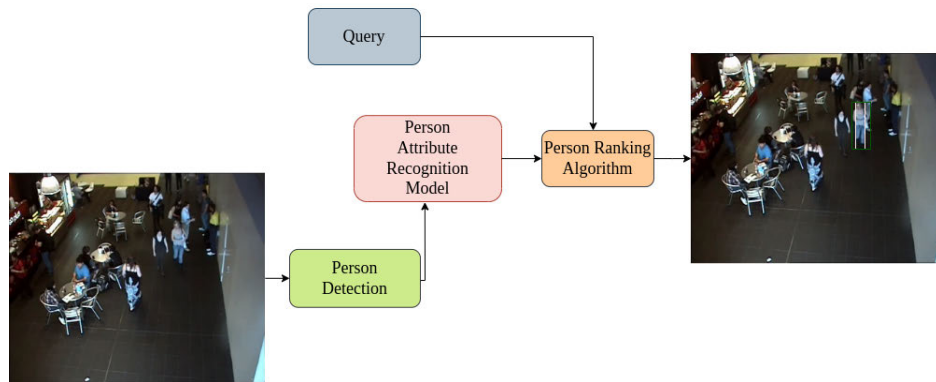 Query
Person
Attribute
Recognition
Model
Person Ranking
Algorithm
Person
Detection